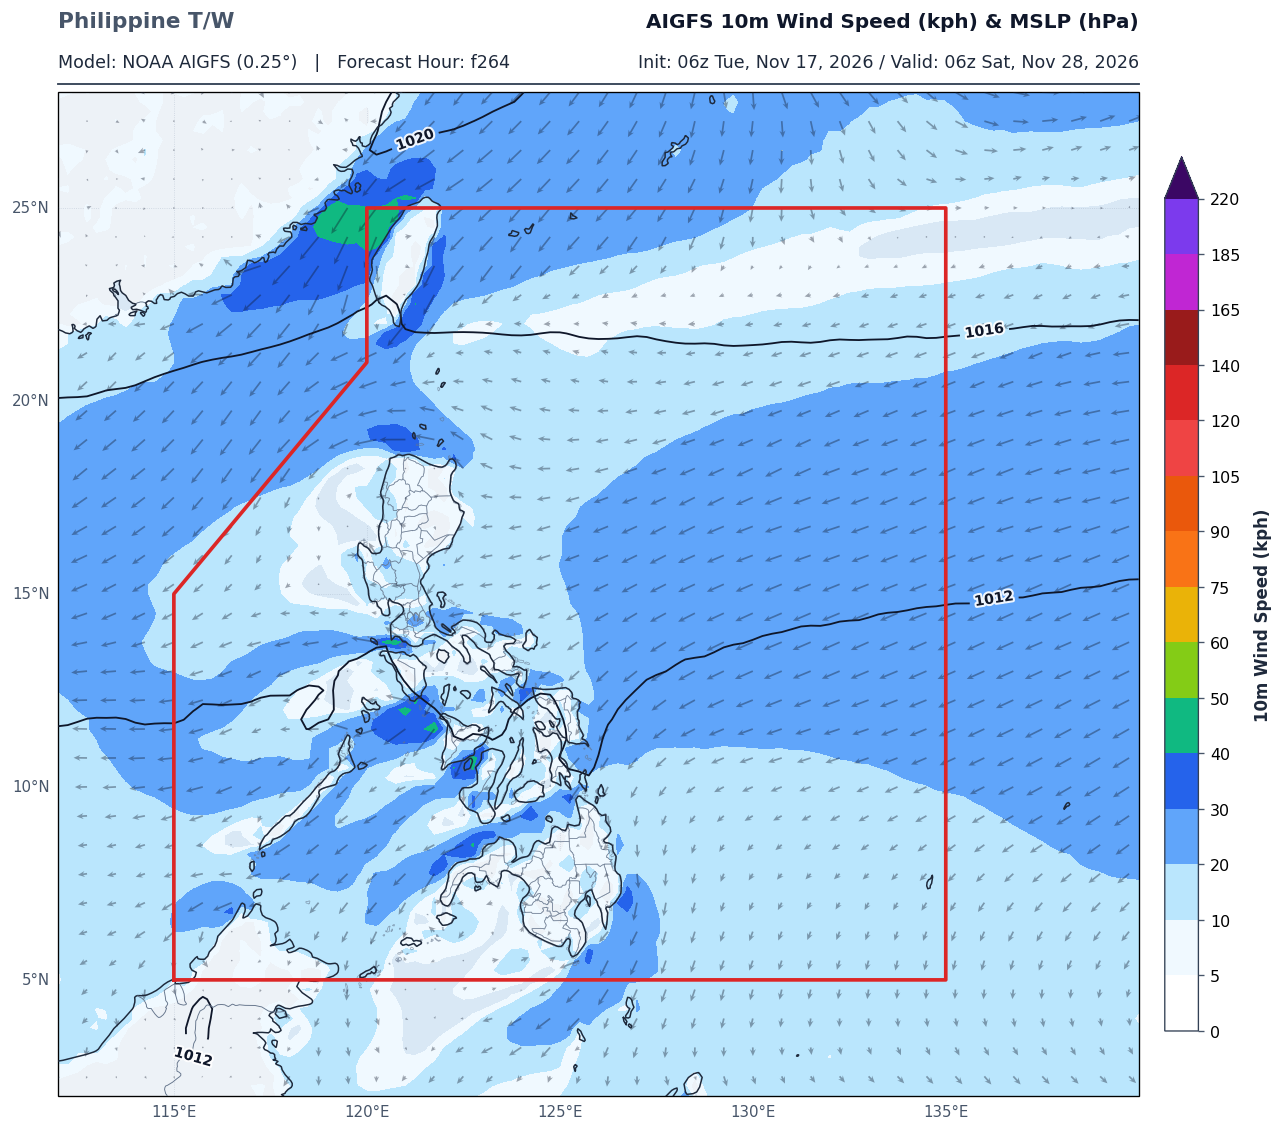 Philippine T/W
AIGFS 10m Wind Speed (kph) & MSLP (hPa)
Model: NOAA AIGFS (0.25°)   |   Forecast Hour: f264
Init: 06z Tue, Nov 17, 2026 / Valid: 06z Sat, Nov 28, 2026
1020
1016
1012
1012
25°N
20°N
15°N
10°N
5°N
115°E
120°E
125°E
130°E
135°E
220
185
165
140
120
105
90
75
60
50
40
30
20
10
5
0
10m Wind Speed (kph)